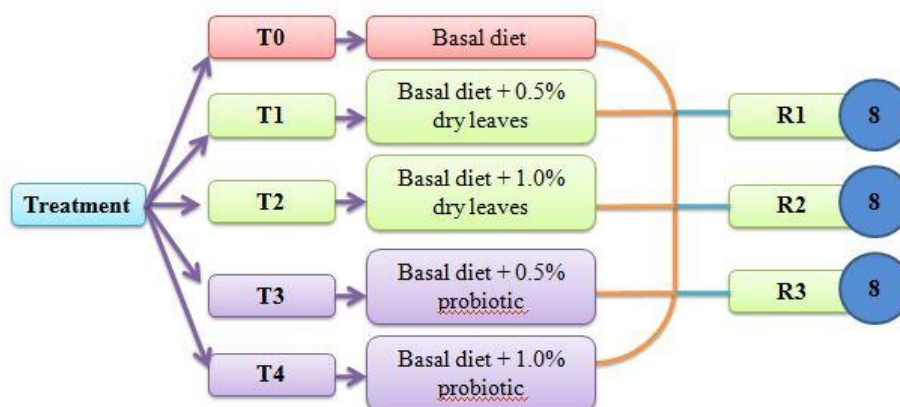 T0
Basal diet
T1
Basal diet + 0.5%
dry leaves
R1
8
Treatment
T2
Basal diet + 1.0%
dry leaves
R2
8
T3
Basal diet + 0.5%
probiotic
R3
8
T4
Basal diet + 1.0%
probiotic